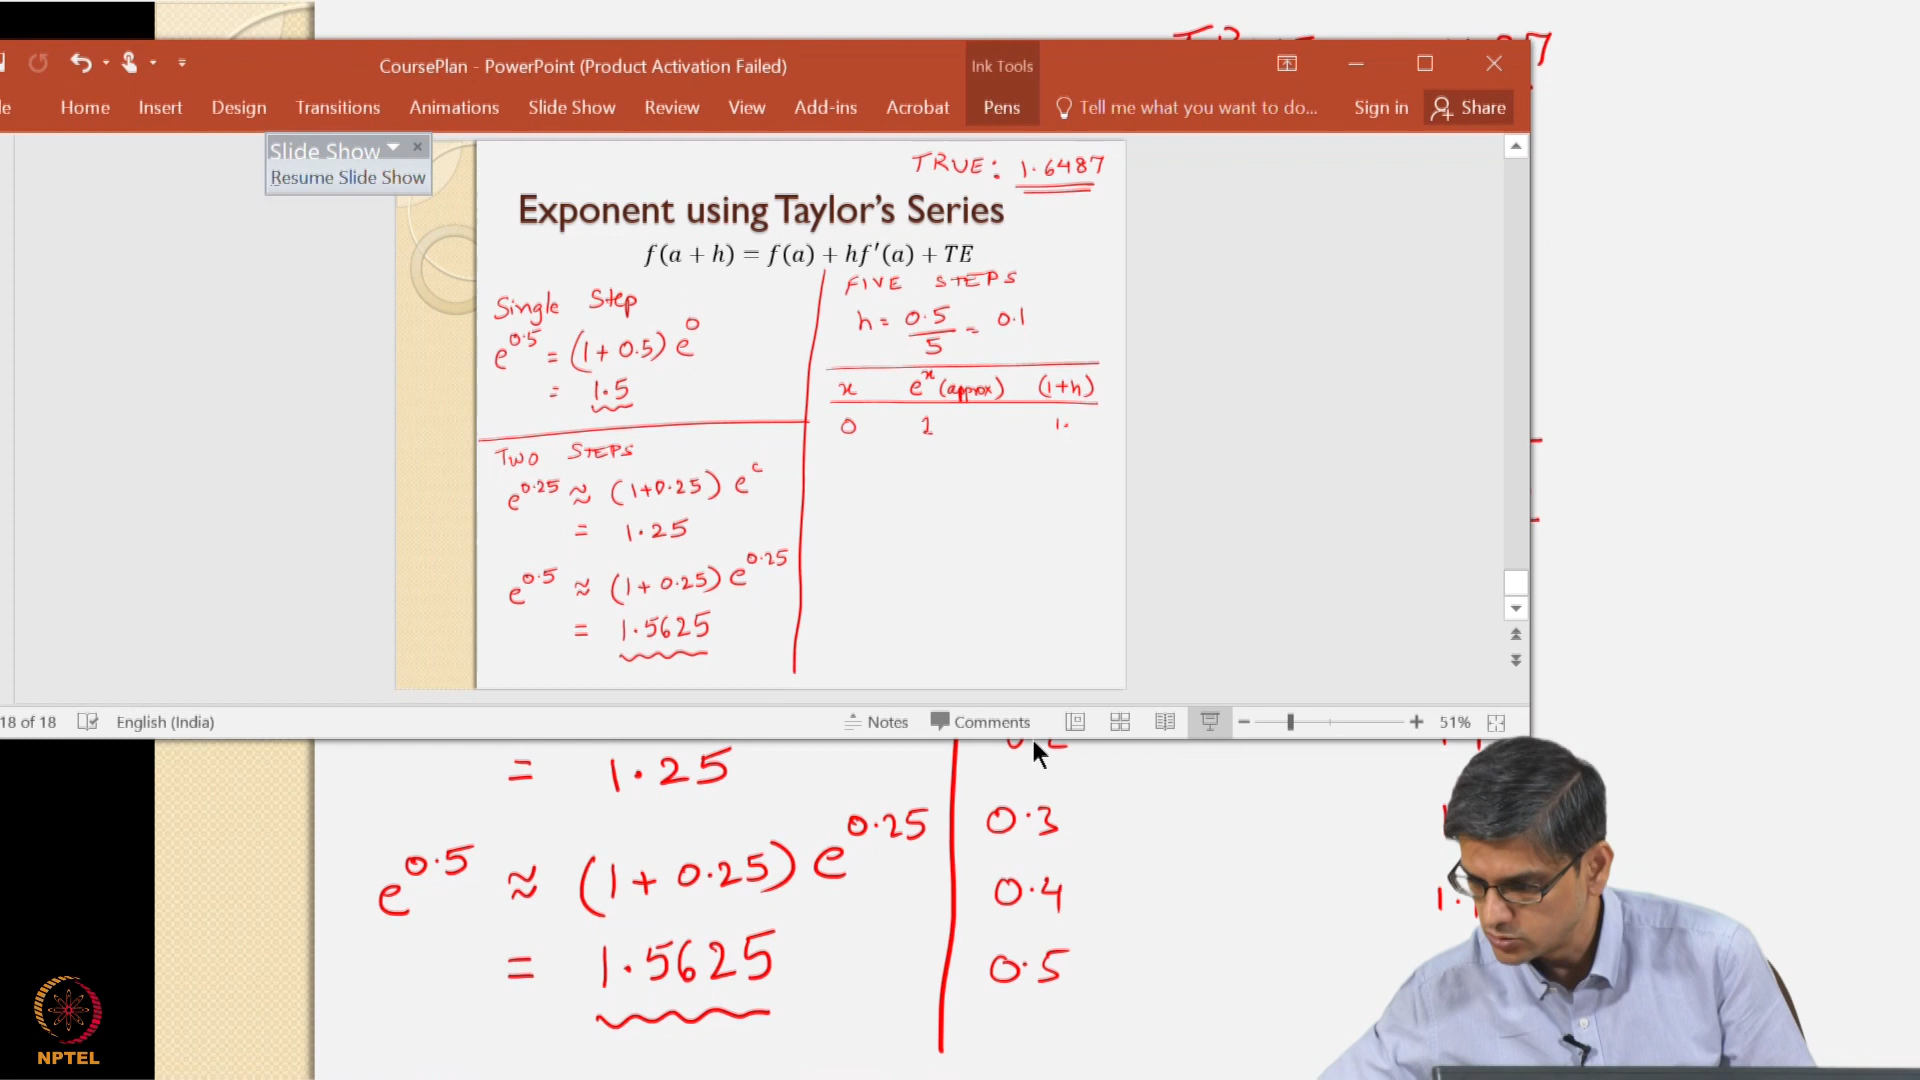 CoursePlan - PowerPoint (Product Activation Failed)
Ink Tools
Home Insert Design Transitions Animations Slide Show Review View Add-ins Acrobat Pens Tell me what you want to do... Sign in Share
Slide Show
Resume Slide Show
TRUE: 1.6487
Exponent using Taylor's Series
f(a + h) = f(a) + hf′(a) + TE
Single Step
e^0.5 = (1 + 0.5) e^0
= 1.5
TWO STEPS
e^0.25 ≈ (1+0.25) e^0
= 1.25
e^0.5 ≈ (1+0.25) e^0.25
= 1.5625
FIVE STEPS
h = 0.5/5 = 0.1
x e^x (approx) (1+h)
0 1 1.
18 of 18 English (India) Notes Comments 51%
= 1.25
e^0.5 ≈ (1 + 0.25) e^0.25
= 1.5625
0.3
0.4
0.5
NPTEL